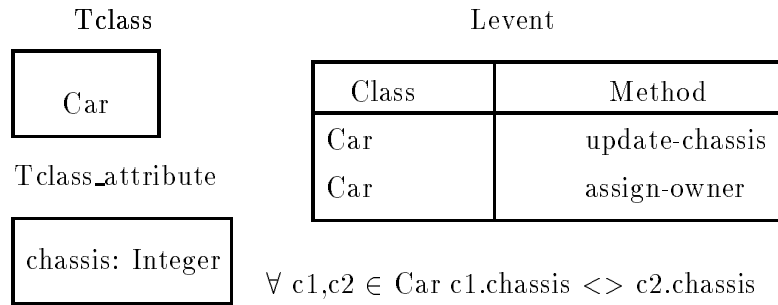 Tclass
Levent
Car
Class Method
Car update-chassis
Car assign-owner
Tclass_attribute
chassis: Integer
∀ c1,c2 ∈ Car c1.chassis <> c2.chassis